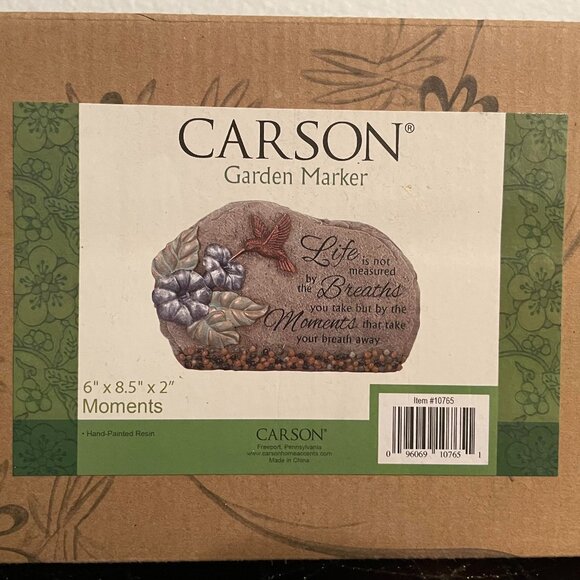 CARSON®
Garden Marker
Life is not
measured
by
the Breaths
you take but by the
Moments that take
your breath away
6" x 8.5" x 2"
Moments
• Hand-Painted Resin
CARSON®
Freeport, Pennsylvania
www.carsonhomeaccents.com
Made in China
Item #10765
0 96069 10765 1